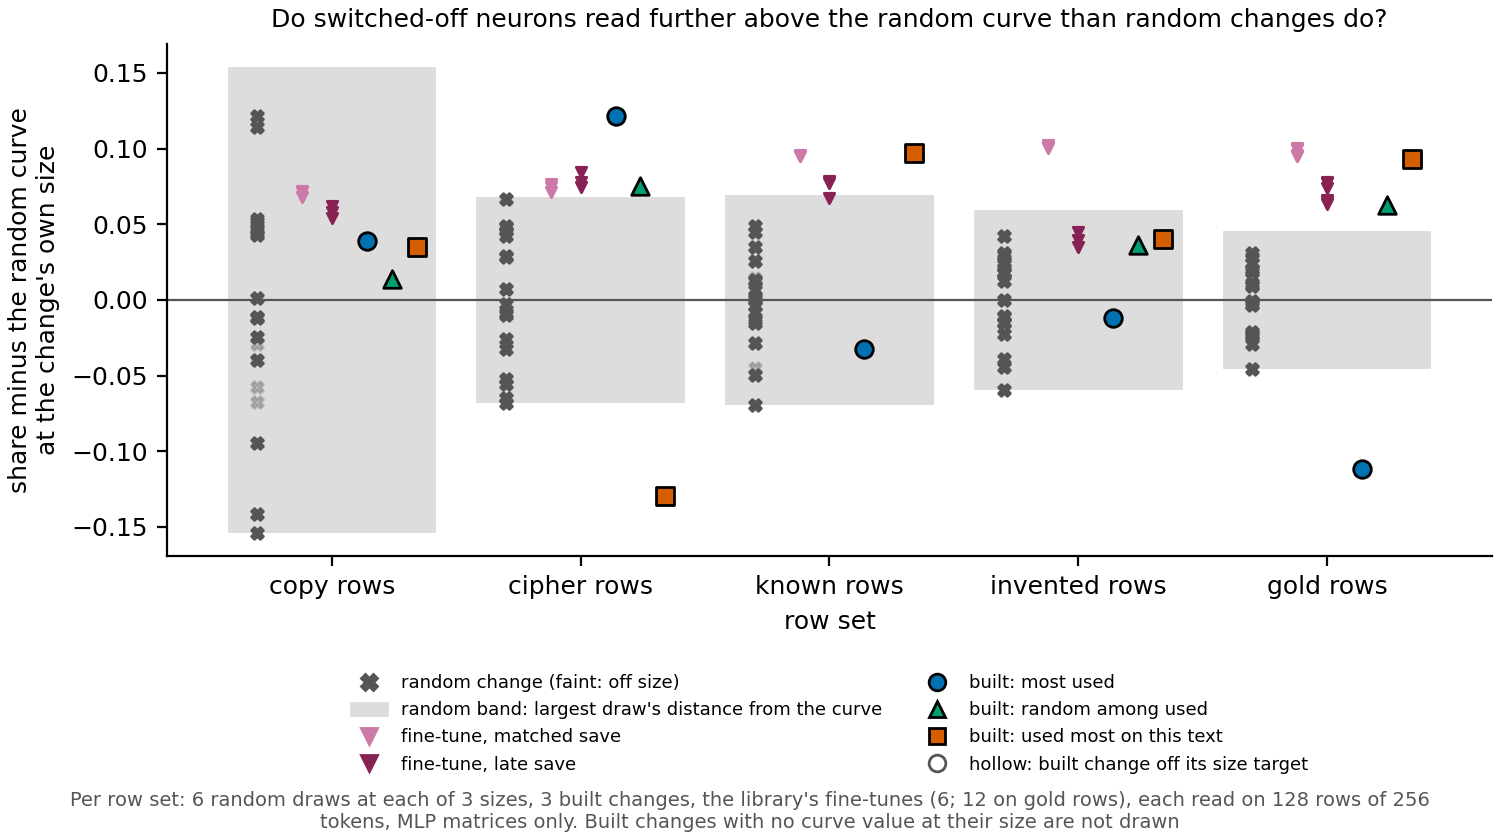 Do switched-off neurons read further above the random curve than random changes do?
share minus the random curve
at the change's own size
0.15
0.10
0.05
0.00
−0.05
−0.10
−0.15
copy rows
cipher rows
known rows
invented rows
gold rows
row set
random change (faint: off size)
random band: largest draw's distance from the curve
fine-tune, matched save
fine-tune, late save
built: most used
built: random among used
built: used most on this text
hollow: built change off its size target
Per row set: 6 random draws at each of 3 sizes, 3 built changes, the library's fine-tunes (6; 12 on gold rows), each read on 128 rows of 256
tokens, MLP matrices only. Built changes with no curve value at their size are not drawn